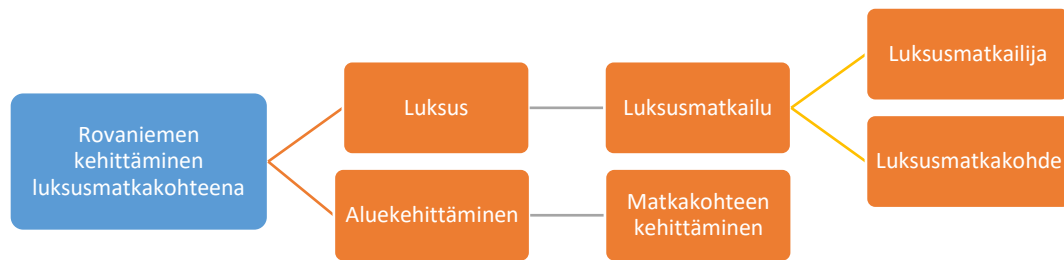 Rovaniemen
kehittäminen
luksusmatkakohteena
Luksus
Aluekehittäminen
Luksusmatkailu
Matkakohteen
kehittäminen
Luksusmatkailija
Luksusmatkakohde